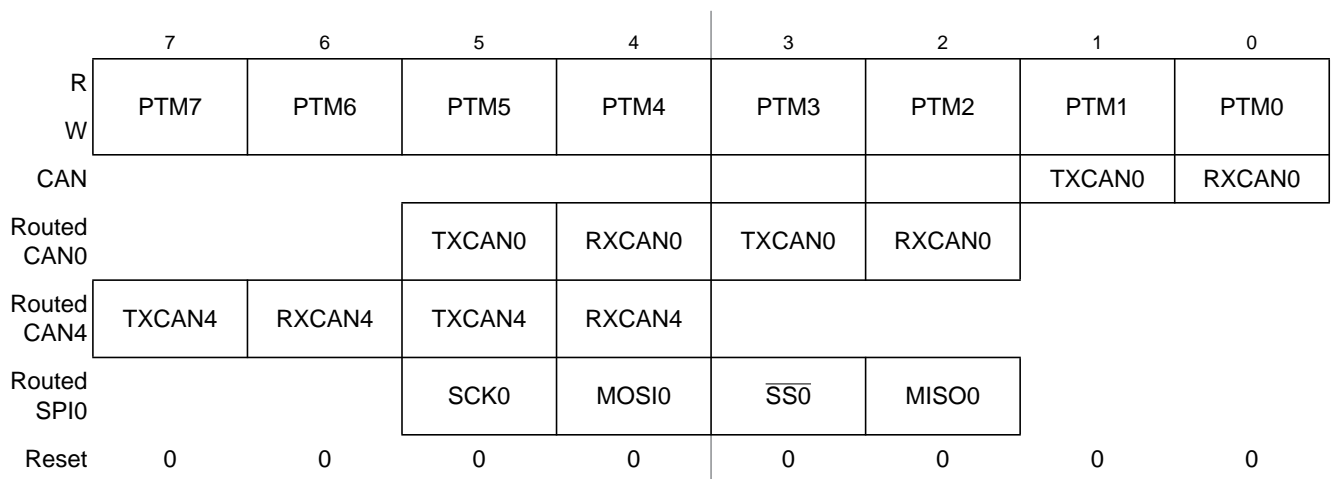 7 6 5 4 3 2 1 0
R
W
PTM7 PTM6 PTM5 PTM4 PTM3 PTM2 PTM1 PTM0
CAN TXCAN0 RXCAN0
Routed
CAN0
TXCAN0 RXCAN0 TXCAN0 RXCAN0
Routed
CAN4
TXCAN4 RXCAN4 TXCAN4 RXCAN4
Routed
SPI0
SCK0 MOSI0 S̅S̅0̅ MISO0
Reset 0 0 0 0 0 0 0 0